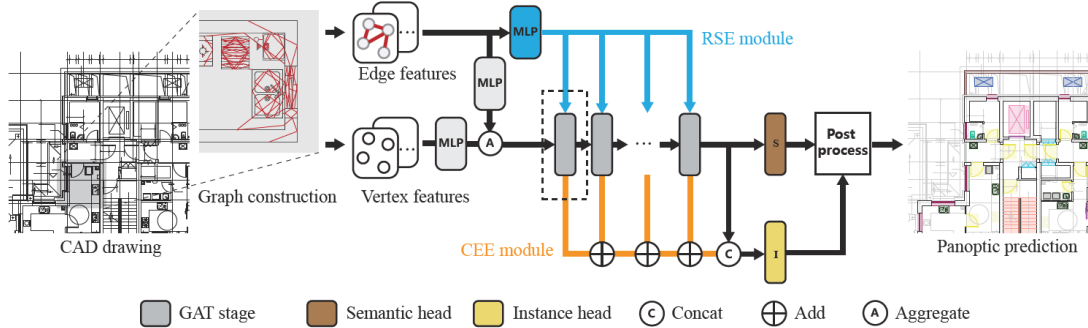 MLP
RSE module
Edge features
MLP
Graph construction
MLP
A
Vertex features
...
S
Post
process
CAD drawing
CEE module
C
I
Panoptic prediction
GAT stage
Semantic head
Instance head
C Concat
Add
A Aggregate